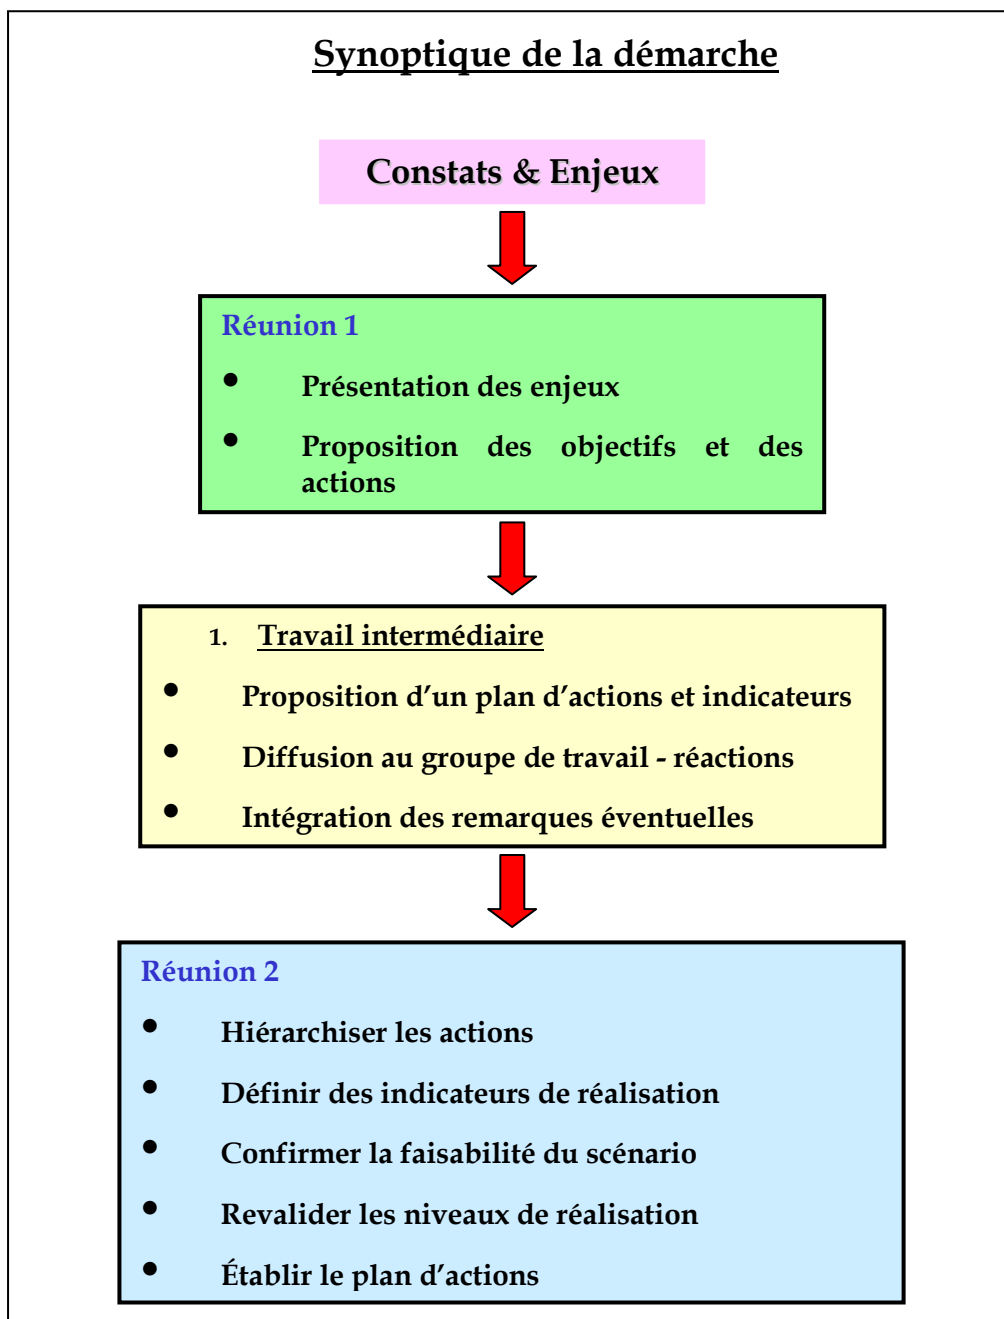 Synoptique de la démarche
Constats & Enjeux
Réunion 1
• Présentation des enjeux
• Proposition des objectifs et des
actions
1. Travail intermédiaire
• Proposition d’un plan d’actions et indicateurs
• Diffusion au groupe de travail - réactions
• Intégration des remarques éventuelles
Réunion 2
• Hiérarchiser les actions
• Définir des indicateurs de réalisation
• Confirmer la faisabilité du scénario
• Revalider les niveaux de réalisation
• Établir le plan d’actions